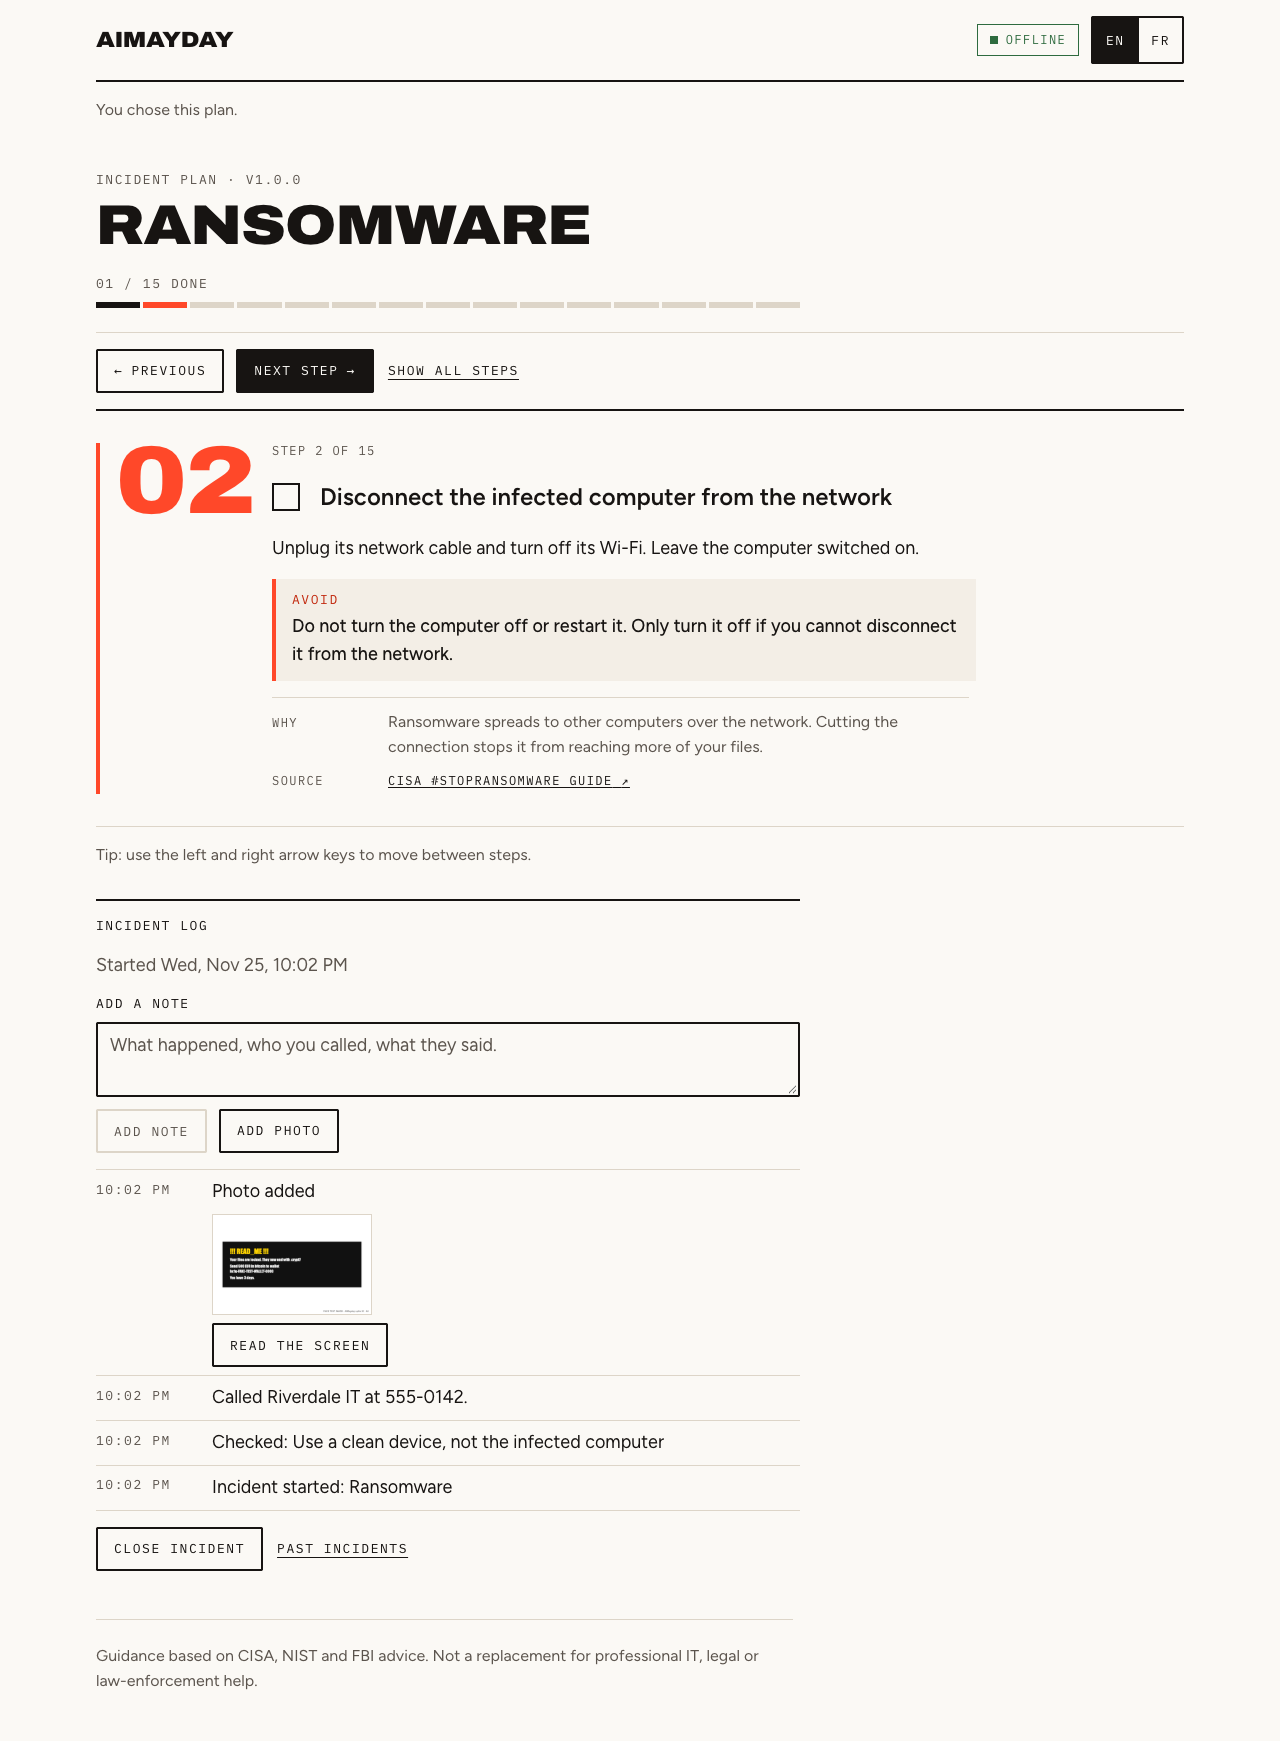 AIMAYDAY
OFFLINE
EN FR
You chose this plan.
INCIDENT PLAN · V1.0.0
RANSOMWARE
01 / 15 DONE
← PREVIOUS
NEXT STEP →
SHOW ALL STEPS
02
STEP 2 OF 15
Disconnect the infected computer from the network
Unplug its network cable and turn off its Wi-Fi. Leave the computer switched on.
AVOID
Do not turn the computer off or restart it. Only turn it off if you cannot disconnect
it from the network.
WHY
Ransomware spreads to other computers over the network. Cutting the
connection stops it from reaching more of your files.
SOURCE
CISA #STOPRANSOMWARE GUIDE ↗
Tip: use the left and right arrow keys to move between steps.
INCIDENT LOG
Started Wed, Nov 25, 10:02 PM
ADD A NOTE
What happened, who you called, what they said.
ADD NOTE
ADD PHOTO
10:02 PM
Photo added
!!! READ_ME !!!
You have 3 days.
READ THE SCREEN
10:02 PM Called Riverdale IT at 555-0142.
10:02 PM Checked: Use a clean device, not the infected computer
10:02 PM Incident started: Ransomware
CLOSE INCIDENT
PAST INCIDENTS
Guidance based on CISA, NIST and FBI advice. Not a replacement for professional IT, legal or
law-enforcement help.